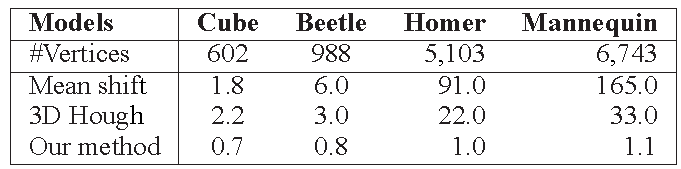 Models Cube Beetle Homer Mannequin
#Vertices 602 988 5,103 6,743
Mean shift 1.8 6.0 91.0 165.0
3D Hough 2.2 3.0 22.0 33.0
Our method 0.7 0.8 1.0 1.1